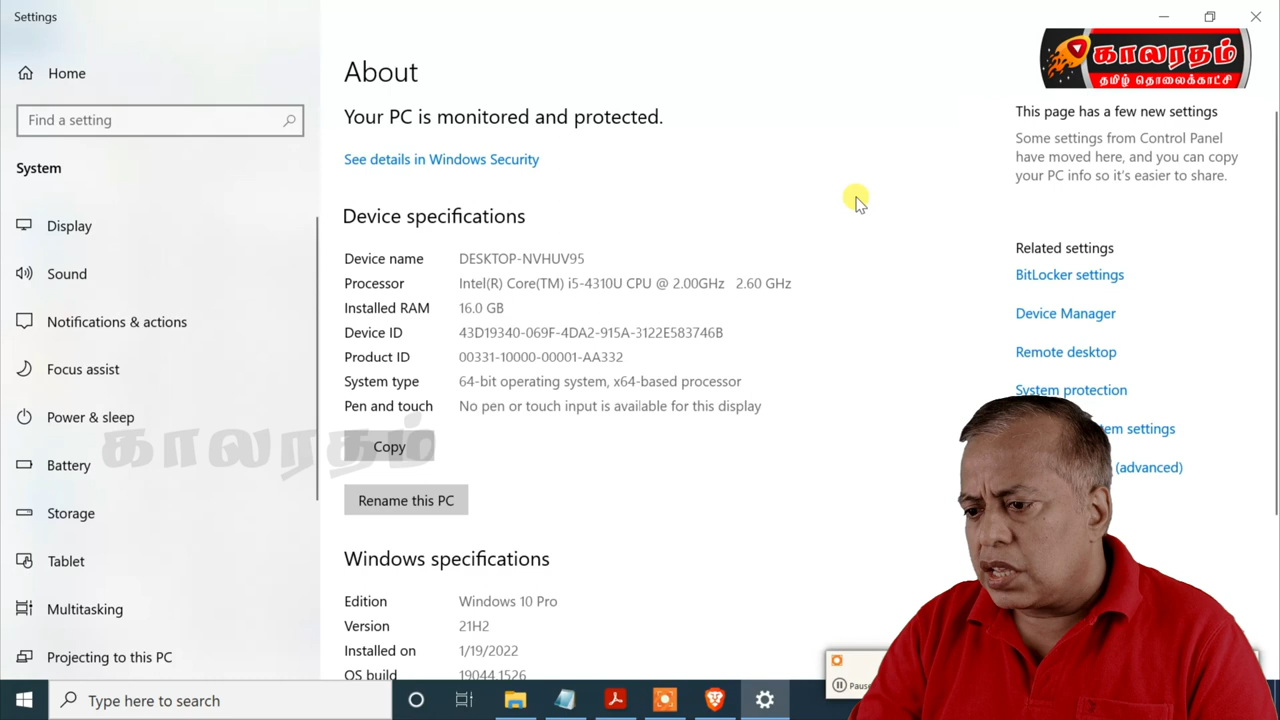 Settings
Home
Find a setting
System
Display
Sound
Notifications & actions
Focus assist
Power & sleep
Battery
Storage
Tablet
Multitasking
Projecting to this PC
About
Your PC is monitored and protected.
See details in Windows Security
Device specifications
Device name DESKTOP-NVHUV95
Processor Intel(R) Core(TM) i5-4310U CPU @ 2.00GHz 2.60 GHz
Installed RAM 16.0 GB
Device ID 43D19340-069F-4DA2-915A-3122E583746B
Product ID 00331-10000-00001-AA332
System type 64-bit operating system, x64-based processor
Pen and touch No pen or touch input is available for this display
காலரதம்
Copy
Rename this PC
Windows specifications
Edition Windows 10 Pro
Version 21H2
Installed on 1/19/2022
OS build 19044.1526
காலரதம்
தமிழ் தொலைக்காட்சி
This page has a few new settings
Some settings from Control Panel
have moved here, and you can copy
your PC info so it's easier to share.
Related settings
BitLocker settings
Device Manager
Remote desktop
System protection
settings
(advanced)
Type here to search